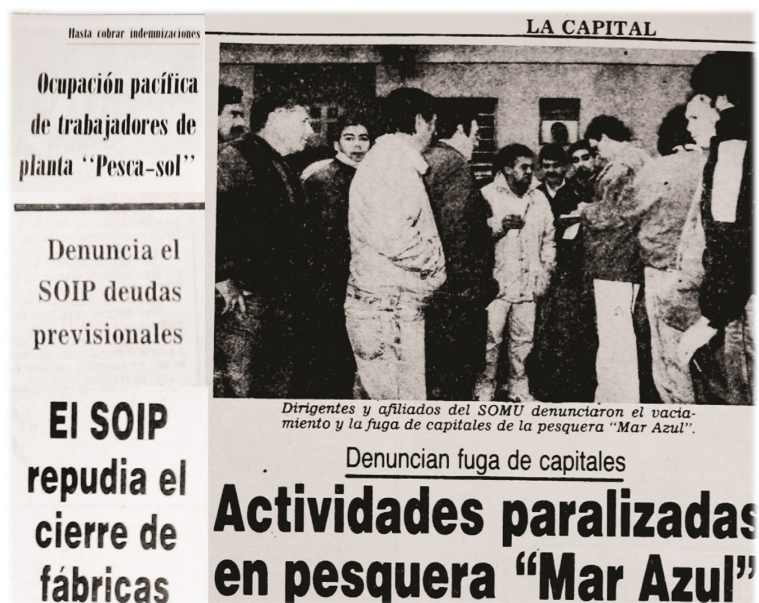 Hasta cobrar indemnizaciones
Ocupación pacífica
de trabajadores de
planta "Pesca-sol"
Denuncia el
SOIP deudas
previsionales
El SOIP
repudia el
cierre de
fábricas
LA CAPITAL
Dirigentes y afiliados del SOMU denunciaron el vacia-
miento y la fuga de capitales de la pesquera "Mar Azul".
Denuncian fuga de capitales
Actividades paralizadas
en pesquera "Mar Azul"